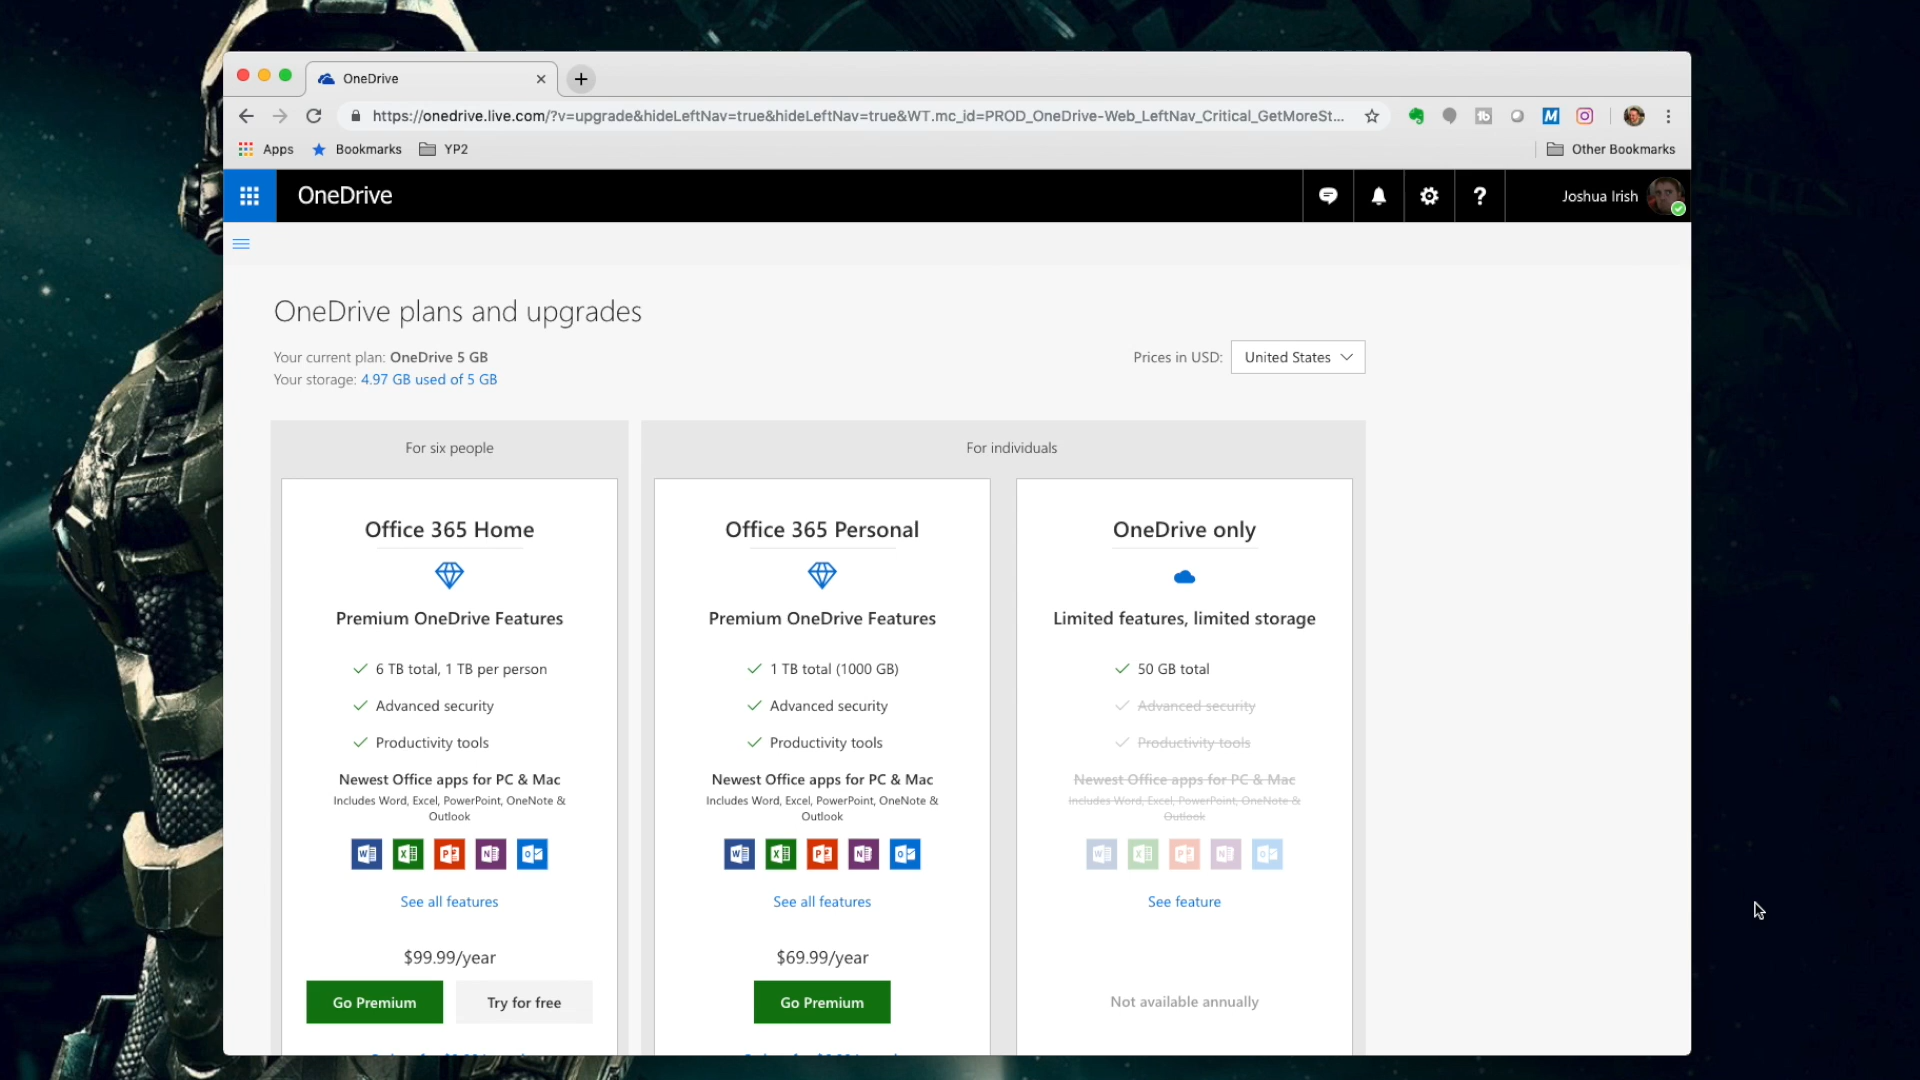 OneDrive
https://onedrive.live.com/?v=upgrade&hideLeftNav=true&hideLeftNav=true&WT.mc_id=PROD_OneDrive-Web_LeftNav_Critical_GetMoreSt...
Apps Bookmarks YP2 Other Bookmarks
OneDrive Joshua Irish
OneDrive plans and upgrades
Your current plan: OneDrive 5 GB
Prices in USD: United States
Your storage: 4.97 GB used of 5 GB
For six people
Office 365 Home
Premium OneDrive Features
6 TB total, 1 TB per person
Advanced security
Productivity tools
Newest Office apps for PC & Mac
Includes Word, Excel, PowerPoint, OneNote &
Outlook
See all features
$99.99/year
Go Premium Try for free
For individuals
Office 365 Personal
Premium OneDrive Features
1 TB total (1000 GB)
Advanced security
Productivity tools
Newest Office apps for PC & Mac
Includes Word, Excel, PowerPoint, OneNote &
Outlook
See all features
$69.99/year
Go Premium
OneDrive only
Limited features, limited storage
50 GB total
Advanced security
Productivity tools
Newest Office apps for PC & Mac
Includes Word, Excel, PowerPoint, OneNote &
Outlook
See feature
Not available annually